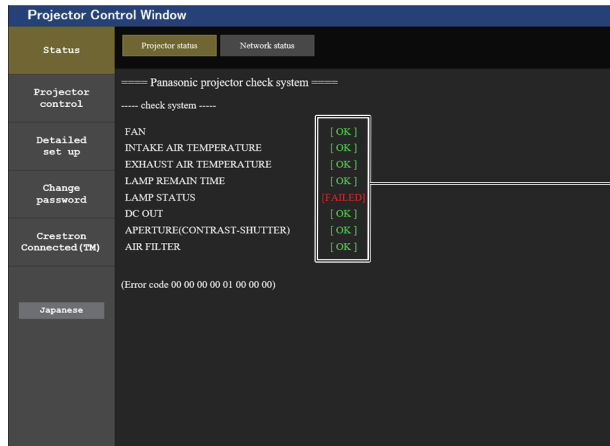 Projector Control Window
Status
Projector status
Network status
Projector
control
Detailed
set up
Change
password
Crestron
Connected(TM)
Japanese
==== Panasonic projector check system ====
----- check system -----
FAN [ OK ]
INTAKE AIR TEMPERATURE [ OK ]
EXHAUST AIR TEMPERATURE [ OK ]
LAMP REMAIN TIME [ OK ]
LAMP STATUS [FAILED]
DC OUT [ OK ]
APERTURE(CONTRAST-SHUTTER) [ OK ]
AIR FILTER [ OK ]
(Error code 00 00 00 00 01 00 00 00)